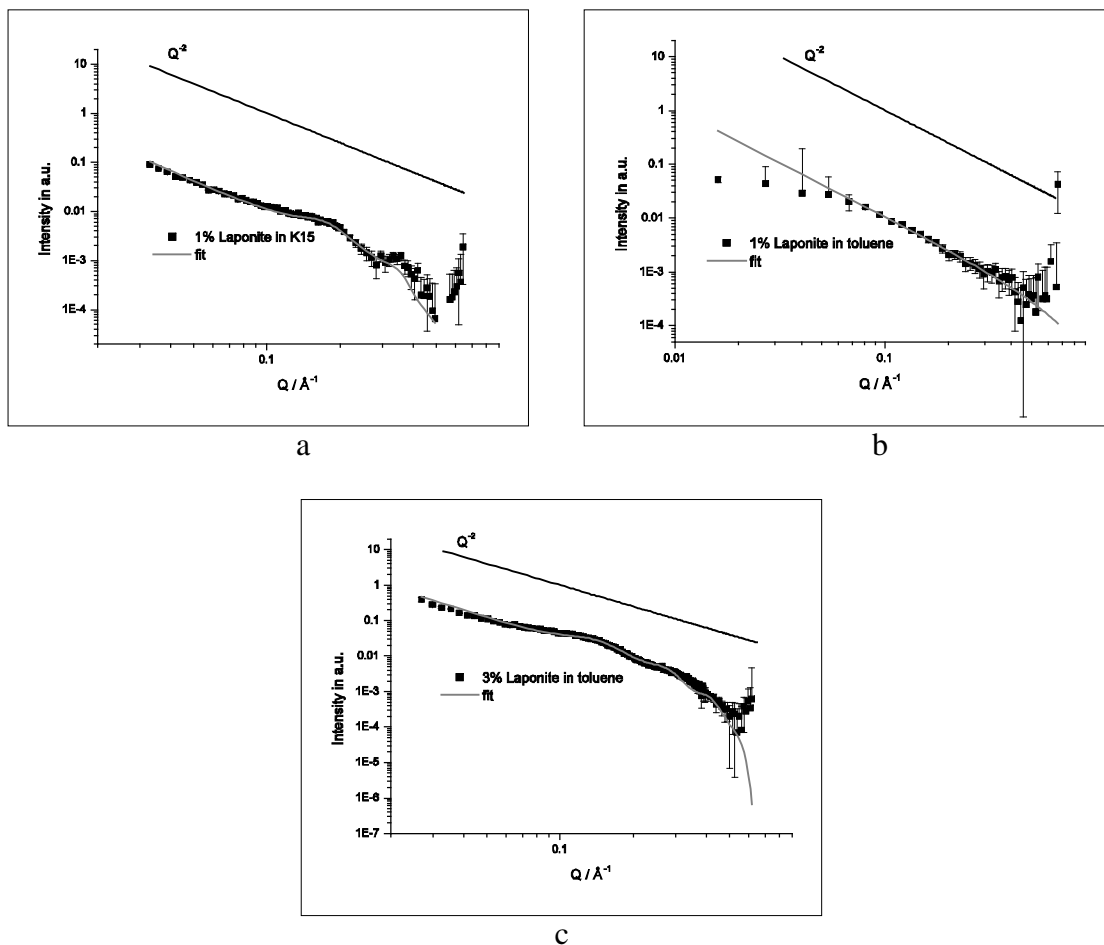 Q⁻²
10
1
0.1
0.01
1E-3
1E-4
Intensity in a.u.
1% Laponite in K15
fit
0.1
Q / Å⁻¹
a
Q⁻²
10
1
0.1
0.01
1E-3
1E-4
Intensity in a.u.
1% Laponite in toluene
fit
0.01
0.1
Q / Å⁻¹
b
Q⁻²
10
1
0.1
0.01
1E-3
1E-4
1E-5
1E-6
1E-7
Intensity in a.u.
3% Laponite in toluene
fit
0.1
Q / Å⁻¹
c